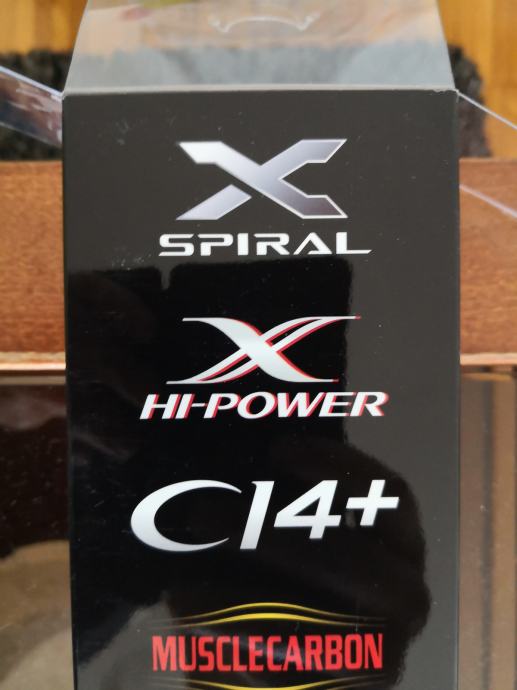 X
SPIRAL
X
HI-POWER
CI4+
MUSCLECARBON